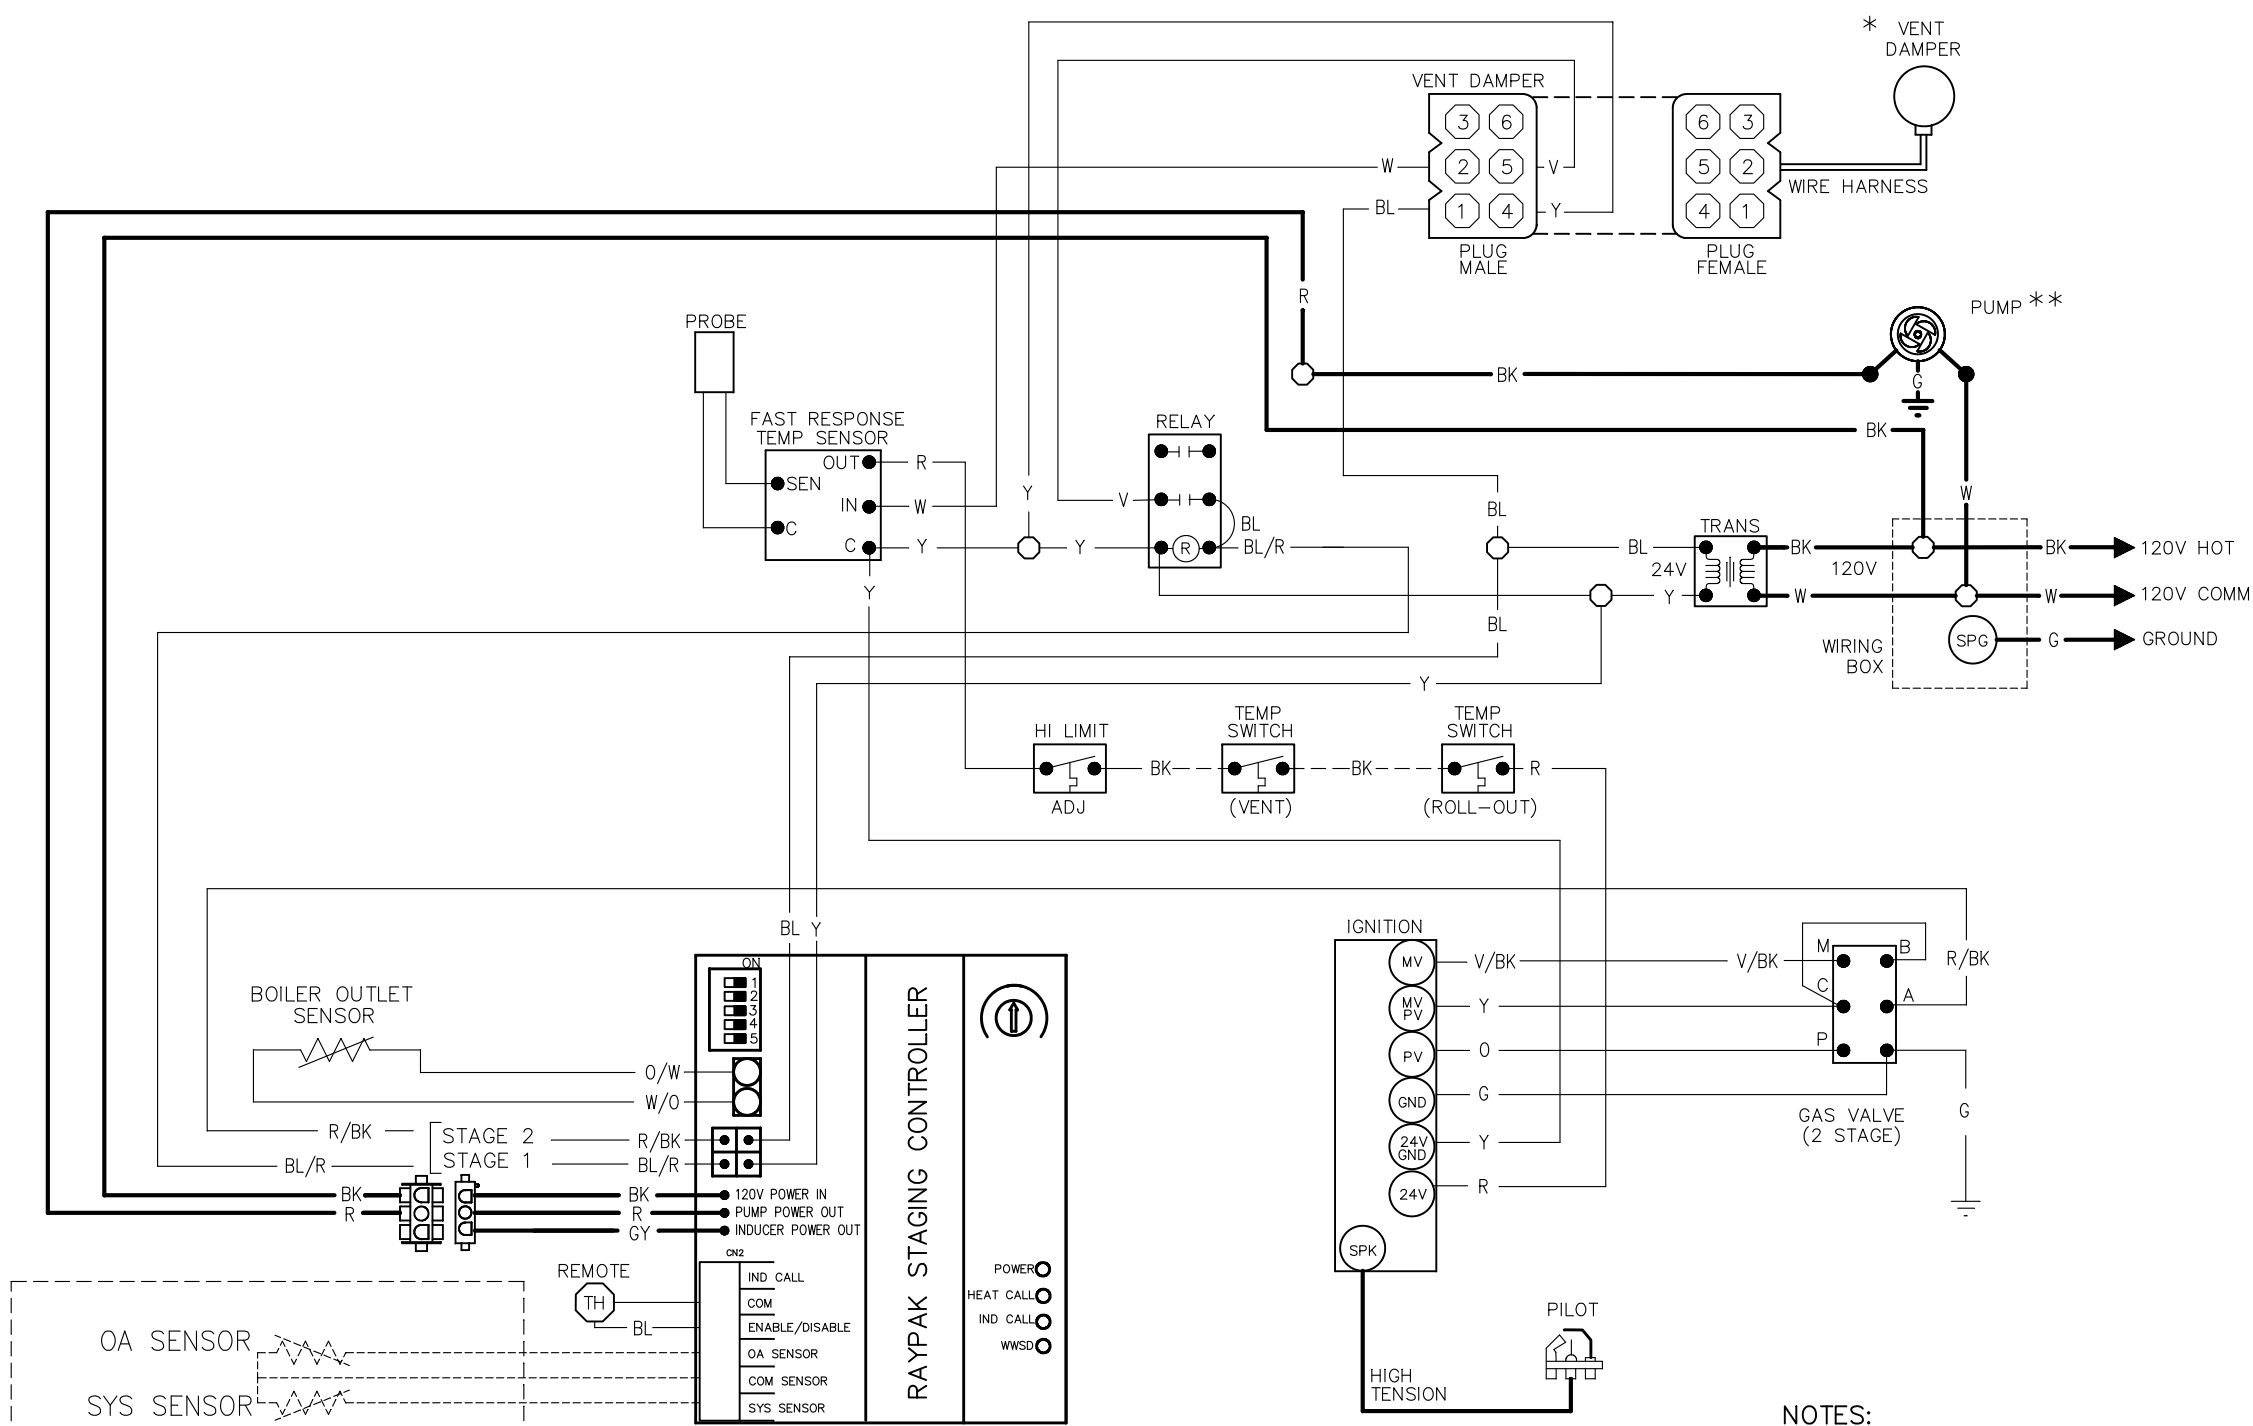 * VENT
DAMPER
VENT DAMPER
3 6
6 3
W
2 5
V
5 2
WIRE HARNESS
BL
1 4
Y
4 1
PLUG
MALE
PLUG
FEMALE
R
PUMP **
PROBE
BK
G
FAST RESPONSE
TEMP SENSOR
RELAY
BK
OUT
R
SEN
Y
V
W
IN
W
BL
BL
C
TRANS
C
Y
Y
R
BL/R
BL
BK
BK
120V HOT
24V
120V
Y
Y
W
W
120V COMM
BL
WIRING
BOX
SPG
G
GROUND
Y
HI LIMIT
TEMP
SWITCH
TEMP
SWITCH
BK
BK
R
ADJ
(VENT)
(ROLL-OUT)
BL Y
IGNITION
ON
1
2
3
4
5
MV
V/BK
V/BK
M
B
R/BK
BOILER OUTLET
SENSOR
MV
PV
Y
C
A
PV
O
P
O/W
W/O
GND
G
GAS VALVE
(2 STAGE)
G
R/BK
STAGE 2
R/BK
24V
GND
Y
BL/R
STAGE 1
BL/R
24V
R
BK
BK
120V POWER IN
R
R
PUMP POWER OUT
GY
INDUCER POWER OUT
RAYPAK STAGING CONTROLLER
SPK
CN2
REMOTE
TH
BL
IND CALL
COM
ENABLE/DISABLE
OA SENSOR
COM SENSOR
SYS SENSOR
POWER
HEAT CALL
IND CALL
WWSD
PILOT
OA SENSOR
SYS SENSOR
HIGH
TENSION
NOTES: